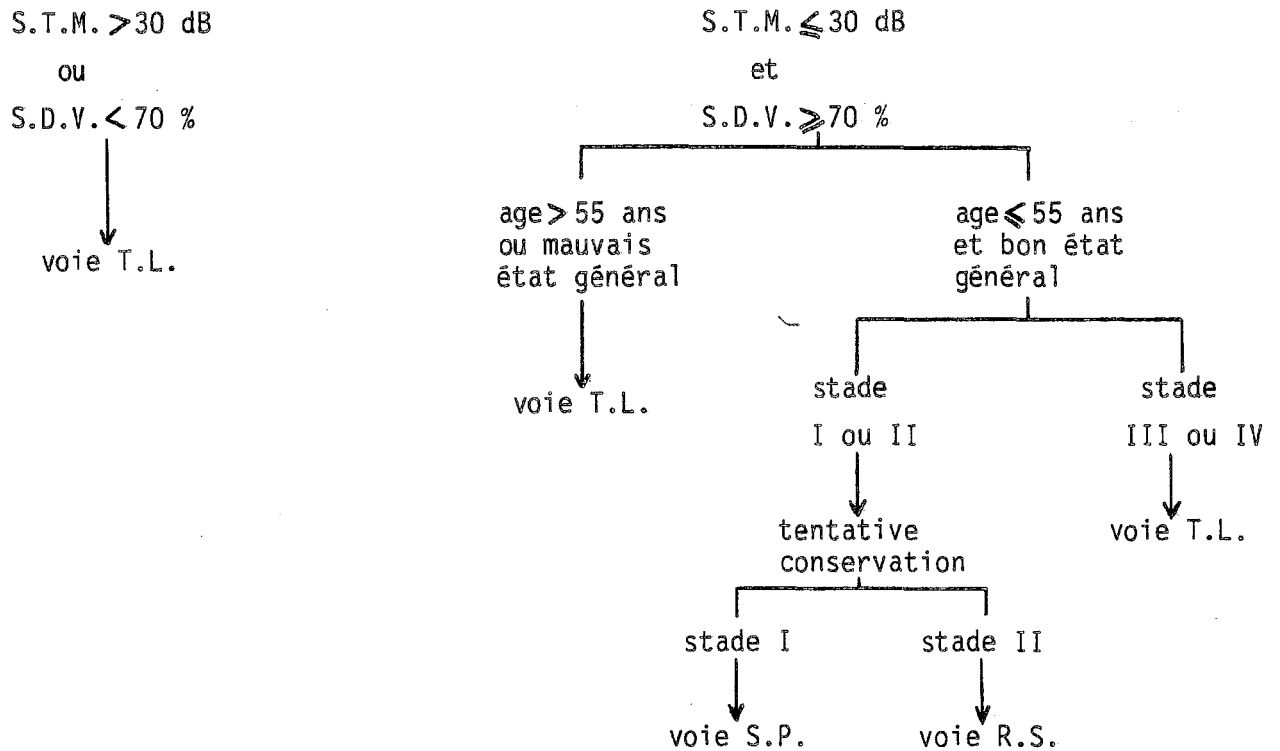 S.T.M. >30 dB
ou
S.D.V. <70 %
voie T.L.
S.T.M. ≤30 dB
et
S.D.V. ≥70 %
age> 55 ans
ou mauvais
état général
voie T.L.
age≤ 55 ans
et bon état
général
stade
I ou II
tentative
conservation
stade I
voie S.P.
stade II
voie R.S.
stade
III ou IV
voie T.L.